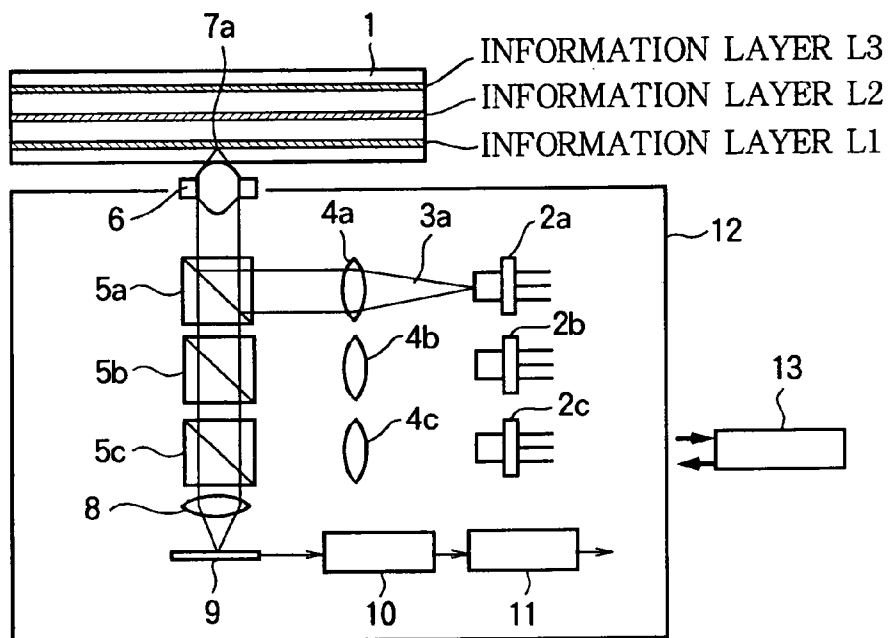 7a 1
INFORMATION LAYER L3
INFORMATION LAYER L2
INFORMATION LAYER L1
6 4a 3a 2a 12
5a
4b 2b
5b
13
4c 2c
5c
8
9 10 11